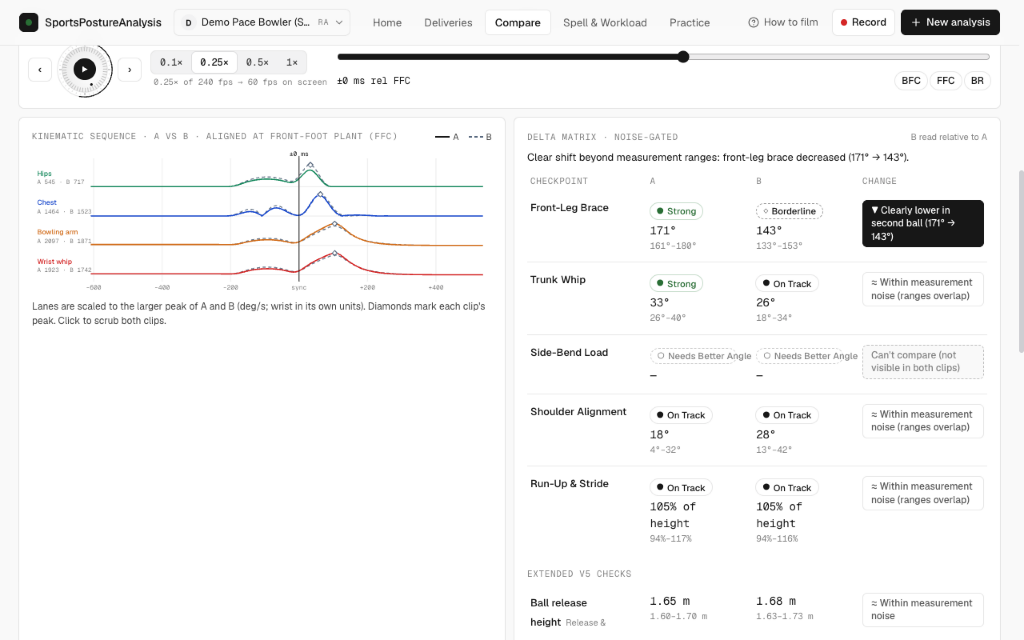 SportsPostureAnalysis
D Demo Pace Bowler (S... RA
Home
Deliveries
Compare
Spell & Workload
Practice
How to film
Record
+ New analysis
0.1×
0.25×
0.5×
1×
0.25× of 240 fps → 60 fps on screen
±0 ms rel FFC
BFC
FFC
BR
KINEMATIC SEQUENCE · A VS B · ALIGNED AT FRONT-FOOT PLANT (FFC)
A
B
±0 ms
Hips
A 545 · B 717
Chest
A 1464 · B 1523
Bowling arm
A 2097 · B 1871
Wrist whip
A 1923 · B 1742
-600
-400
-200
sync
+200
+400
Lanes are scaled to the larger peak of A and B (deg/s; wrist in its own units). Diamonds mark each clip's
peak. Click to scrub both clips.
DELTA MATRIX · NOISE-GATED
B read relative to A
Clear shift beyond measurement ranges: front-leg brace decreased (171° → 143°).
CHECKPOINT
A
B
CHANGE
Front-Leg Brace
Strong
171°
161°-180°
Borderline
143°
133°-153°
▼ Clearly lower in
second ball (171° →
143°)
Trunk Whip
Strong
33°
26°-40°
On Track
26°
18°-34°
≈ Within measurement
noise (ranges overlap)
Side-Bend Load
Needs Better Angle
—
Needs Better Angle
—
Can't compare (not
visible in both clips)
Shoulder Alignment
On Track
18°
4°-32°
On Track
28°
13°-42°
≈ Within measurement
noise (ranges overlap)
Run-Up & Stride
On Track
105% of
height
94%-117%
On Track
105% of
height
94%-116%
≈ Within measurement
noise (ranges overlap)
EXTENDED V5 CHECKS
Ball release
height Release &
1.65 m
1.60-1.70 m
1.68 m
1.63-1.73 m
≈ Within measurement
noise